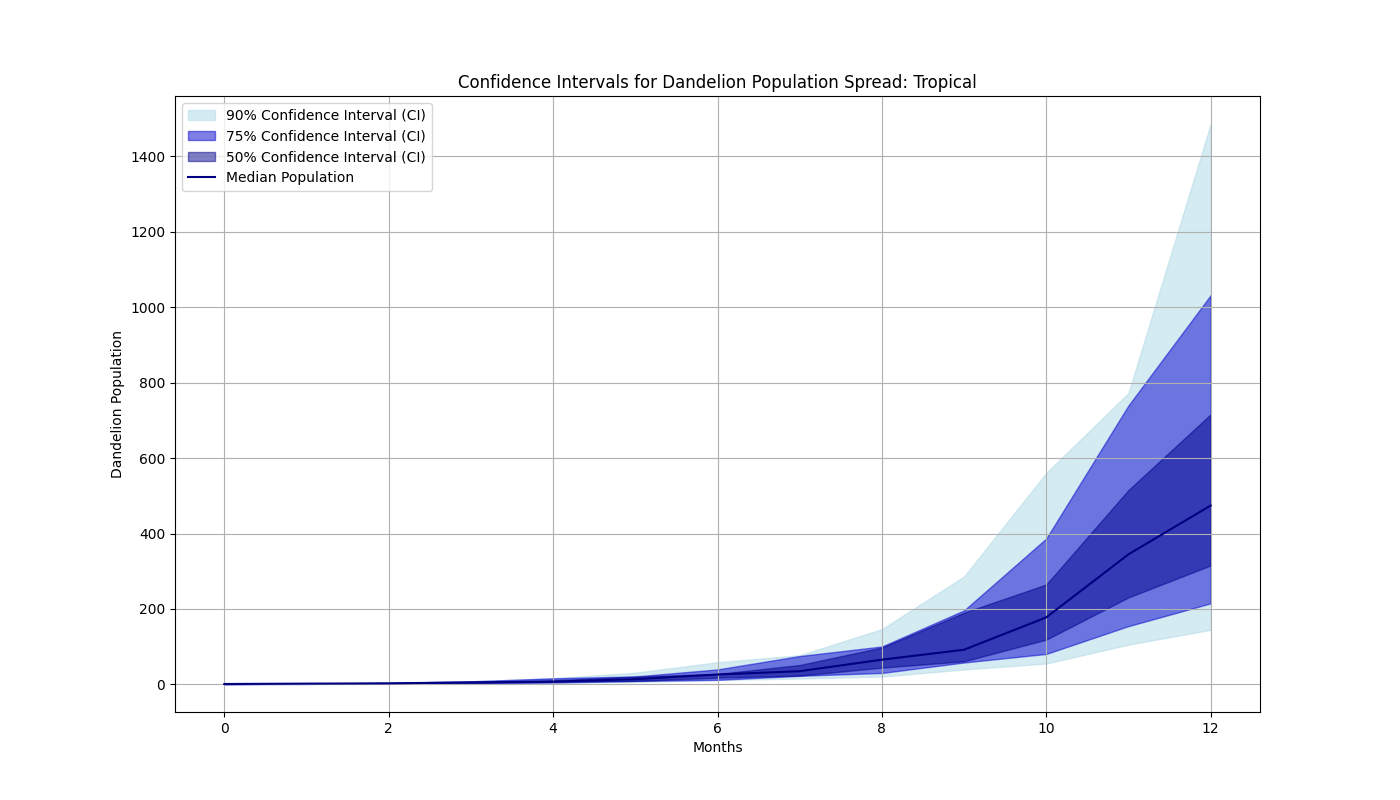 Confidence Intervals for Dandelion Population Spread: Tropical
90% Confidence Interval (CI)
75% Confidence Interval (CI)
50% Confidence Interval (CI)
Median Population
1400
1200
1000
800
600
400
200
0
Dandelion Population
0 2 4 6 8 10 12
Months